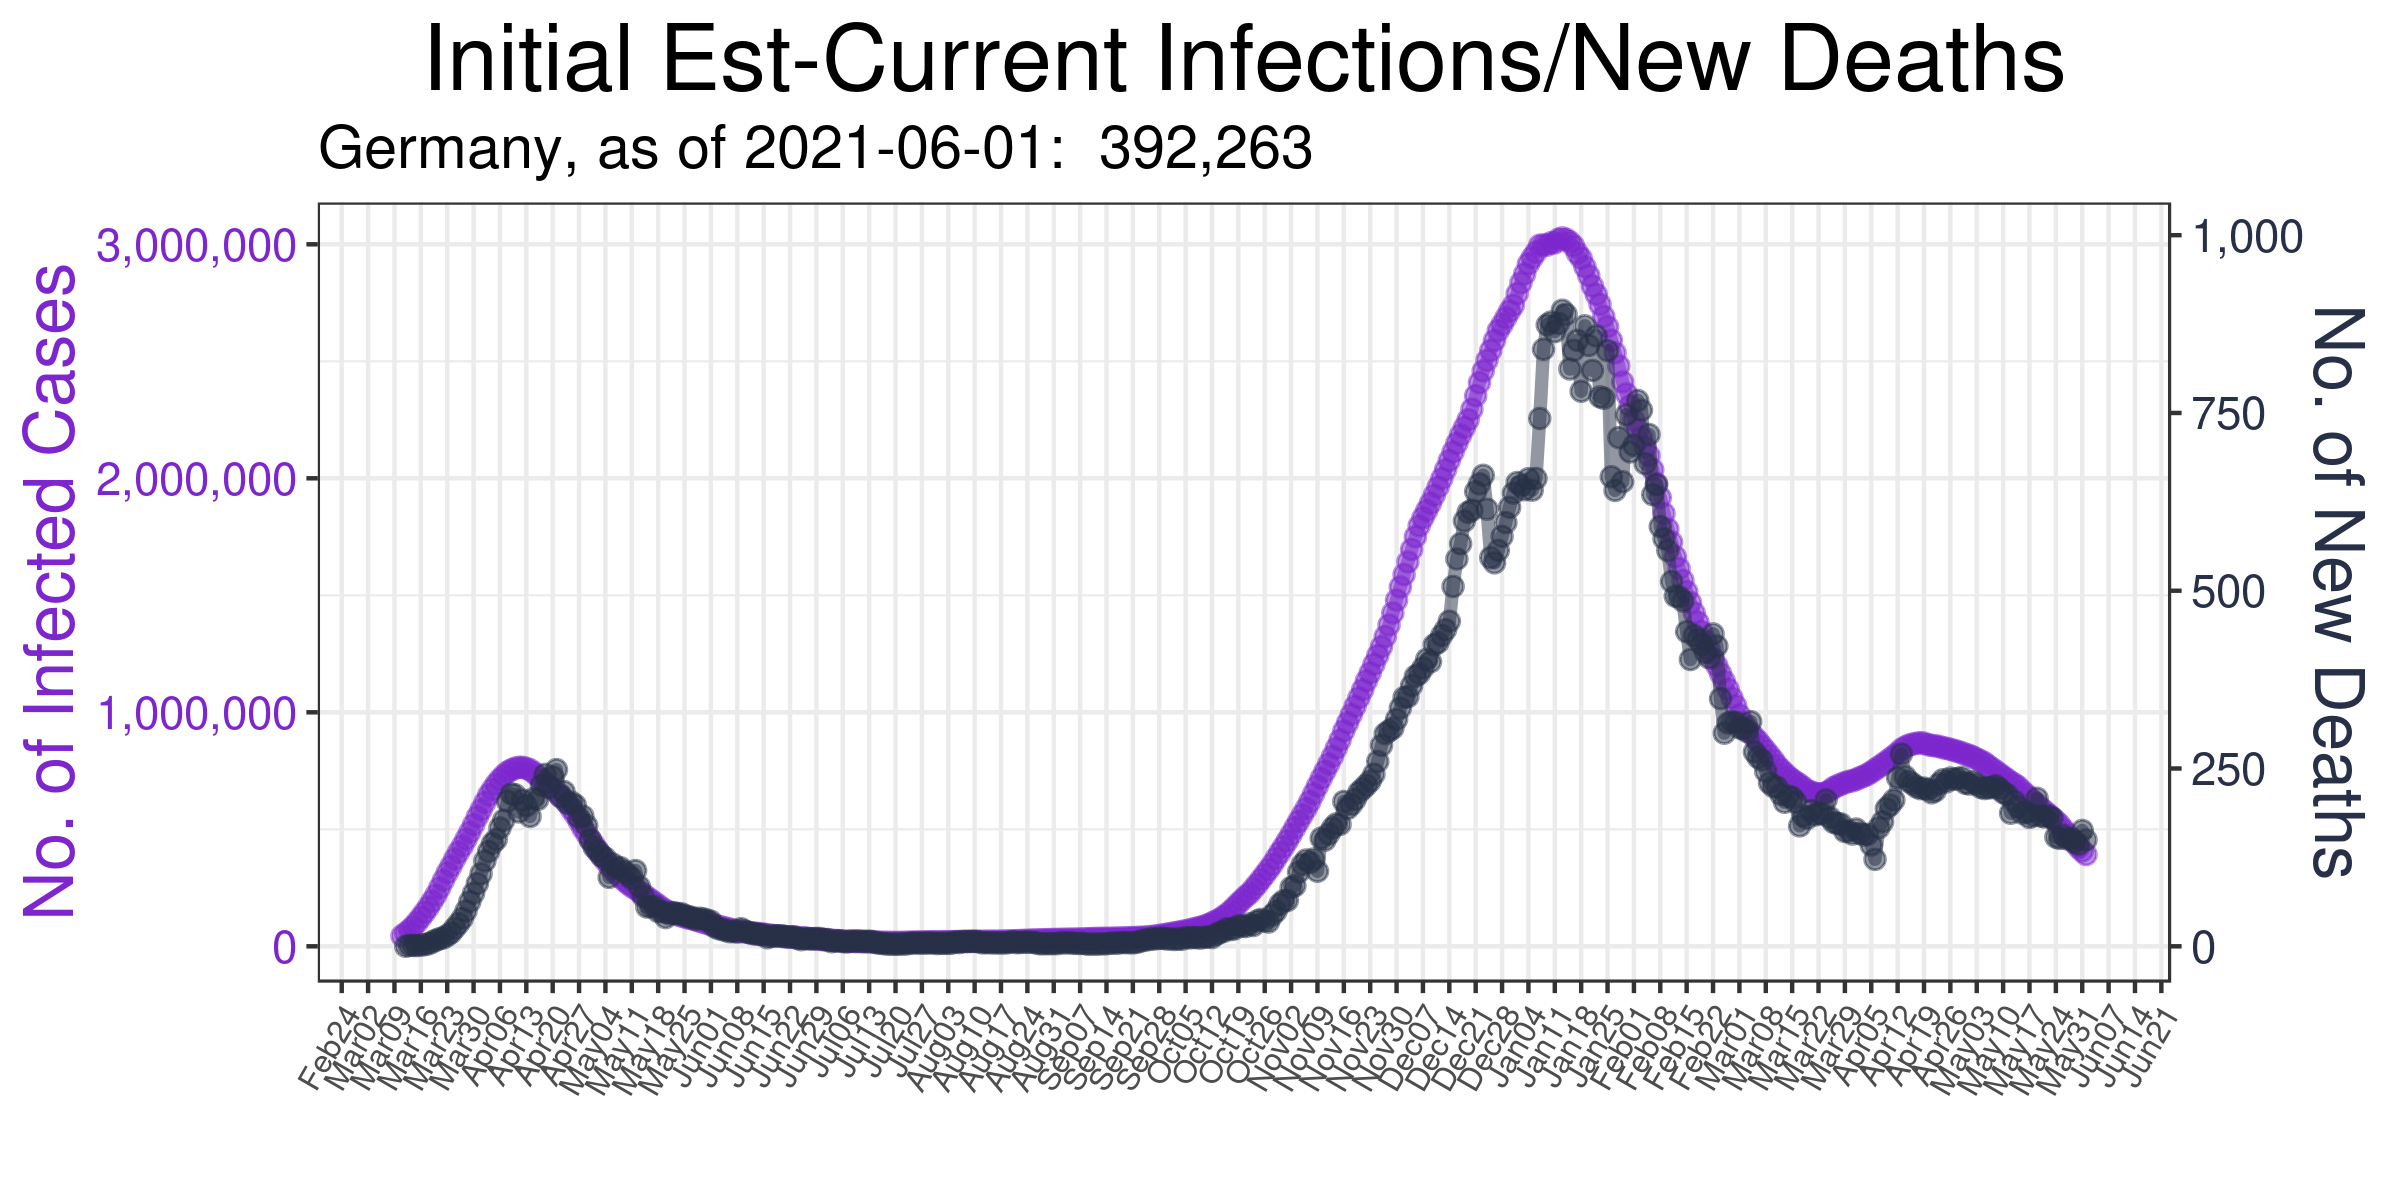 Initial Est-Current Infections/New Deaths
Germany, as of 2021-06-01:  392,263
No. of Infected Cases
3,000,000
2,000,000
1,000,000
0
1,000
750
500
250
0
No. of New Deaths
Feb24
Mar02
Mar09
Mar16
Mar23
Mar30
Apr06
Apr13
Apr20
Apr27
May04
May11
May18
May25
Jun01
Jun08
Jun15
Jun22
Jun29
Jul06
Jul13
Jul20
Jul27
Aug03
Aug10
Aug17
Aug24
Aug31
Sep07
Sep14
Sep21
Sep28
Oct05
Oct12
Oct19
Oct26
Nov02
Nov09
Nov16
Nov23
Nov30
Dec07
Dec14
Dec21
Dec28
Jan04
Jan11
Jan18
Jan25
Feb01
Feb08
Feb15
Feb22
Mar01
Mar08
Mar15
Mar22
Mar29
Apr05
Apr12
Apr19
Apr26
May03
May10
May17
May24
May31
Jun07
Jun14
Jun21